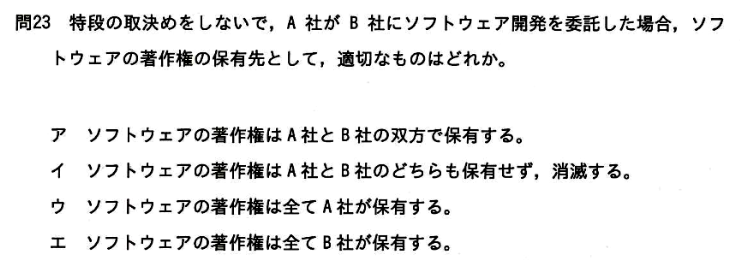 問23 特段の取決めをしないで，A 社が B 社にソフトウェア開発を委託した場合，ソフ
トウェアの著作権の保有先として，適切なものはどれか。
ア ソフトウェアの著作権はA社とB社の双方で保有する。
イ ソフトウェアの著作権はA社とB社のどちらも保有せず，消滅する。
ウ ソフトウェアの著作権は全てA社が保有する。
エ ソフトウェアの著作権は全てB社が保有する。